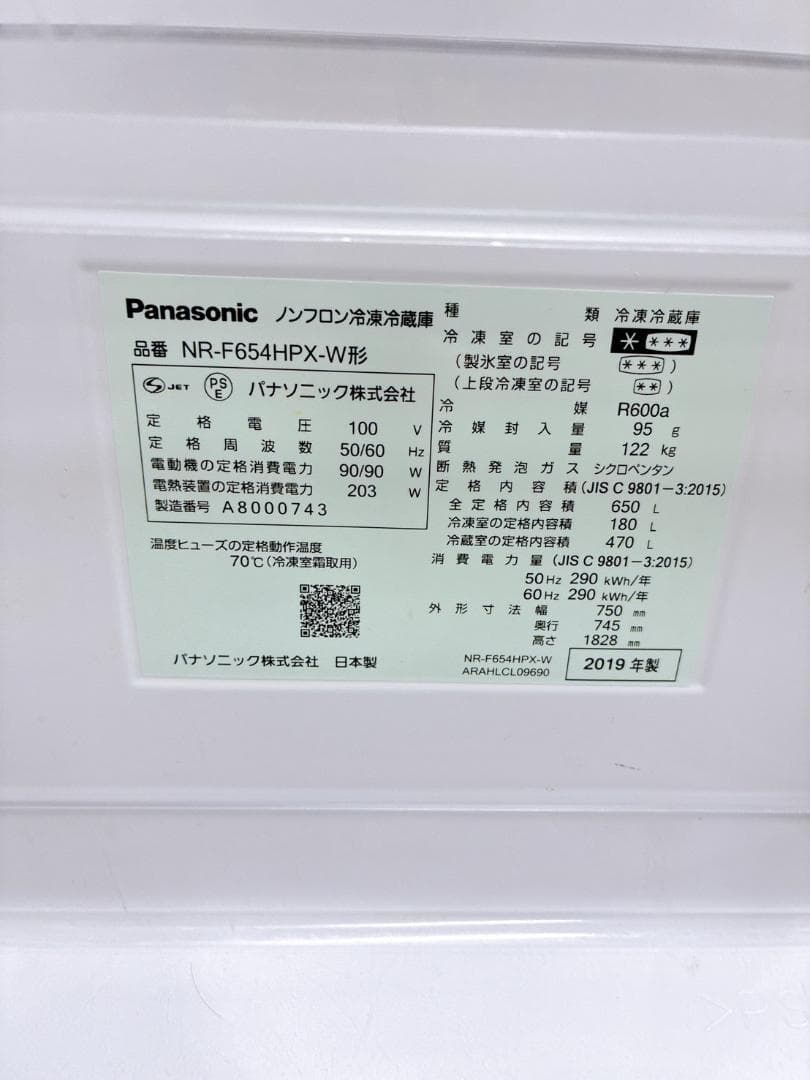 Panasonic ノンフロン冷凍冷蔵庫
品番 NR-F654HPX-W形
S JET PS E パナソニック株式会社
定格電圧 100 V
定格周波数 50/60 Hz
電動機の定格消費電力 90/90 W
電熱装置の定格消費電力 203 W
製造番号 A8000743
温度ヒューズの定格動作温度
70℃(冷凍室霜取用)
パナソニック株式会社 日本製
種類 冷凍冷蔵庫
冷凍室の記号 * ***
(製氷室の記号 ***)
(上段冷凍室の記号 **)
冷媒 R600a
冷媒封入量 95 g
質量 122 kg
断熱発泡ガス シクロペンタン
定格内容積(JIS C 9801-3:2015)
全定格内容積 650 L
冷凍室の定格内容積 180 L
冷蔵室の定格内容積 470 L
消費電力量(JIS C 9801-3:2015)
50Hz 290 kWh/年
60Hz 290 kWh/年
外形寸法 幅 750 mm
奥行 745 mm
高さ 1828 mm
NR-F654HPX-W
ARAHLCL09690
2019年製